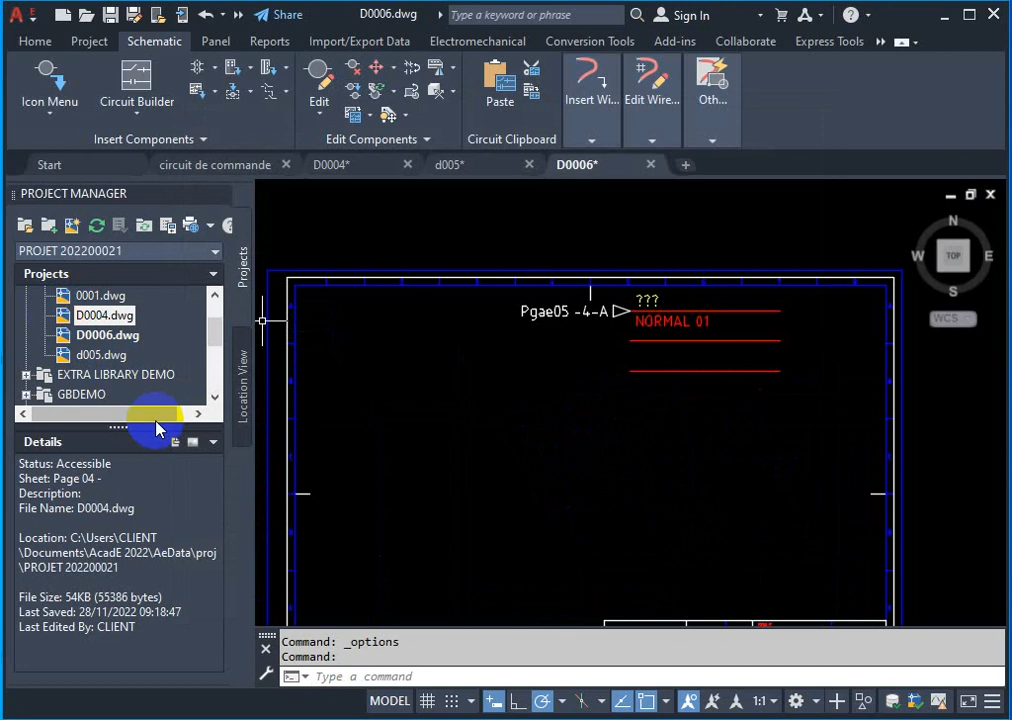 Share
D0006.dwg
Type a keyword or phrase
Sign In
Home
Project
Schematic
Panel
Reports
Import/Export Data
Electromechanical
Conversion Tools
Add-ins
Collaborate
Express Tools
Icon Menu
Circuit Builder
Edit
Paste
Insert Wi...
Edit Wire...
Oth...
Insert Components
Edit Components
Circuit Clipboard
Start
circuit de commande
D0004*
d005*
D0006*
PROJECT MANAGER
PROJET 202200021
Projects
0001.dwg
D0004.dwg
D0006.dwg
d005.dwg
EXTRA LIBRARY DEMO
GBDEMO
Projects
Location View
Details
Status: Accessible
Sheet: Page 04 -
Description:
File Name: D0004.dwg
Location: C:\Users\CLIENT
\Documents\AcadE 2022\AeData\proj
\PROJET 202200021
File Size: 54KB (55386 bytes)
Last Saved: 28/11/2022 09:18:47
Last Edited By: CLIENT
N
W
TOP
E
S
WCS
???
Pgae05 -4-A
NORMAL 01
Command: _options
Command:
Type a command
MODEL
1:1